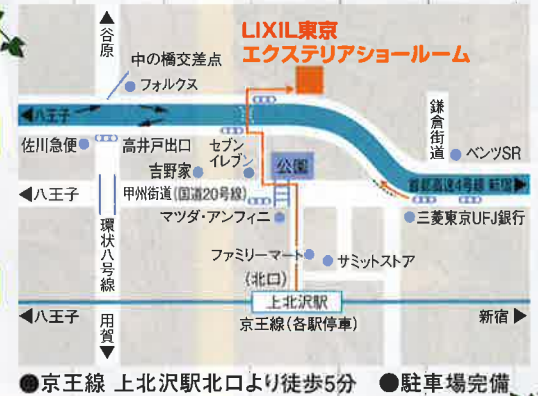 ▲谷原
LIXIL東京
エクステリアショールーム
中の橋交差点
フォルクス
◀八王子
鎌倉街道
佐川急便
高井戸出口
セブン
イレブン
ベンツSR
吉野家
公園
首都高速4号線 新宿▶
◀八王子
甲州街道(国道20号線)
マツダ・アンフィニ
三菱東京UFJ銀行
環状八号線
ファミリーマート
サミットストア
(北口)
上北沢駅
◀八王子
用賀▼
京王線(各駅停車)
新宿▶
●京王線 上北沢駅北口より徒歩5分 ●駐車場完備